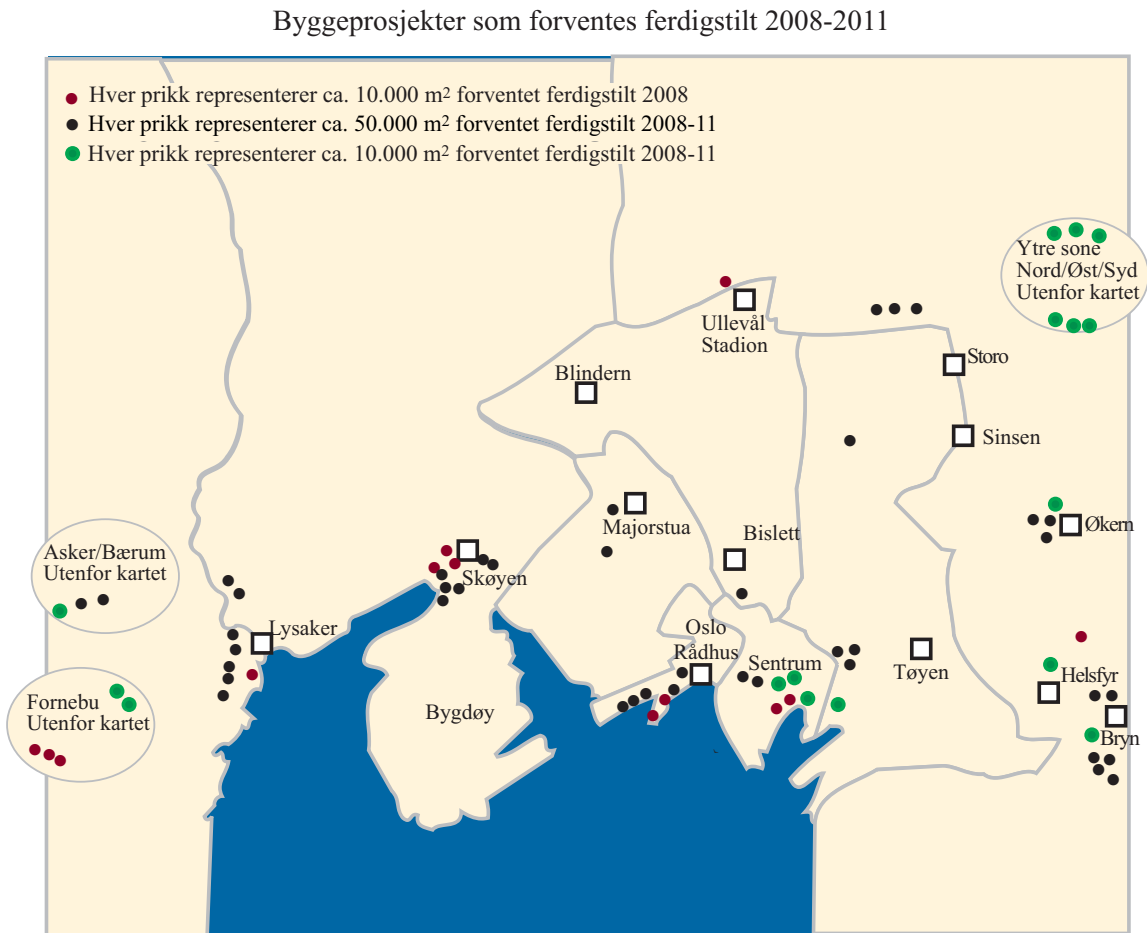 Byggeprosjekter som forventes ferdigstilt 2008-2011
Hver prikk representerer ca. 10.000 m² forventet ferdigstilt 2008
Hver prikk representerer ca. 50.000 m² forventet ferdigstilt 2008-11
Hver prikk representerer ca. 10.000 m² forventet ferdigstilt 2008-11
Ytre sone
Nord/Øst/Syd
Utenfor kartet
Ullevål
Stadion
Storo
Blindern
Sinsen
Majorstua
Økern
Bislett
Asker/Bærum
Utenfor kartet
Skøyen
Lysaker
Oslo
Rådhus
Sentrum
Tøyen
Helsfyr
Fornebu
Utenfor kartet
Bygdøy
Bryn